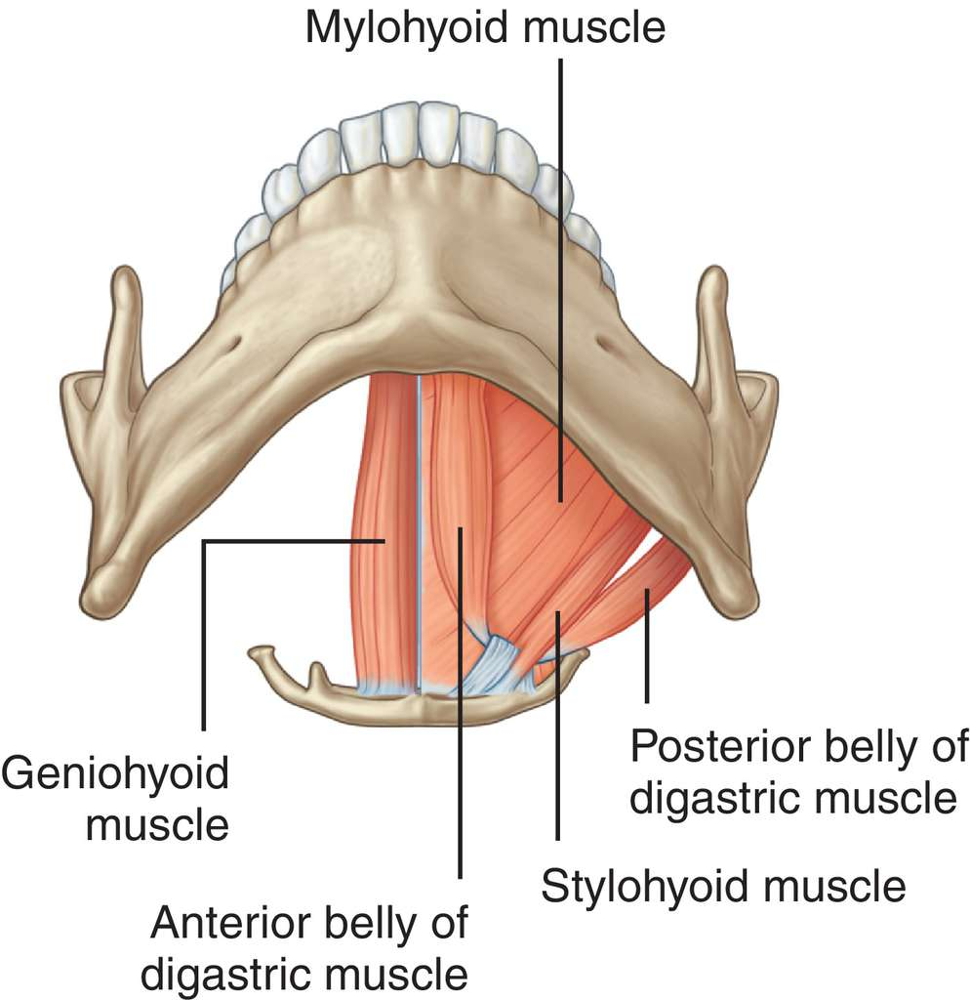 Mylohyoid muscle
Geniohyoid
muscle
Posterior belly of
digastric muscle
Stylohyoid muscle
Anterior belly of
digastric muscle